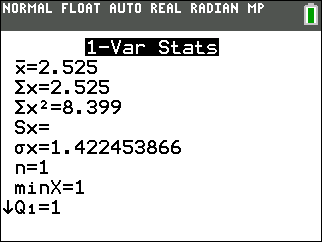 NORMAL FLOAT AUTO REAL RADIAN MP
1-Var Stats
x̄=2.525
Σx=2.525
Σx²=8.399
Sx=
σx=1.422453866
n=1
minX=1
↓Q₁=1